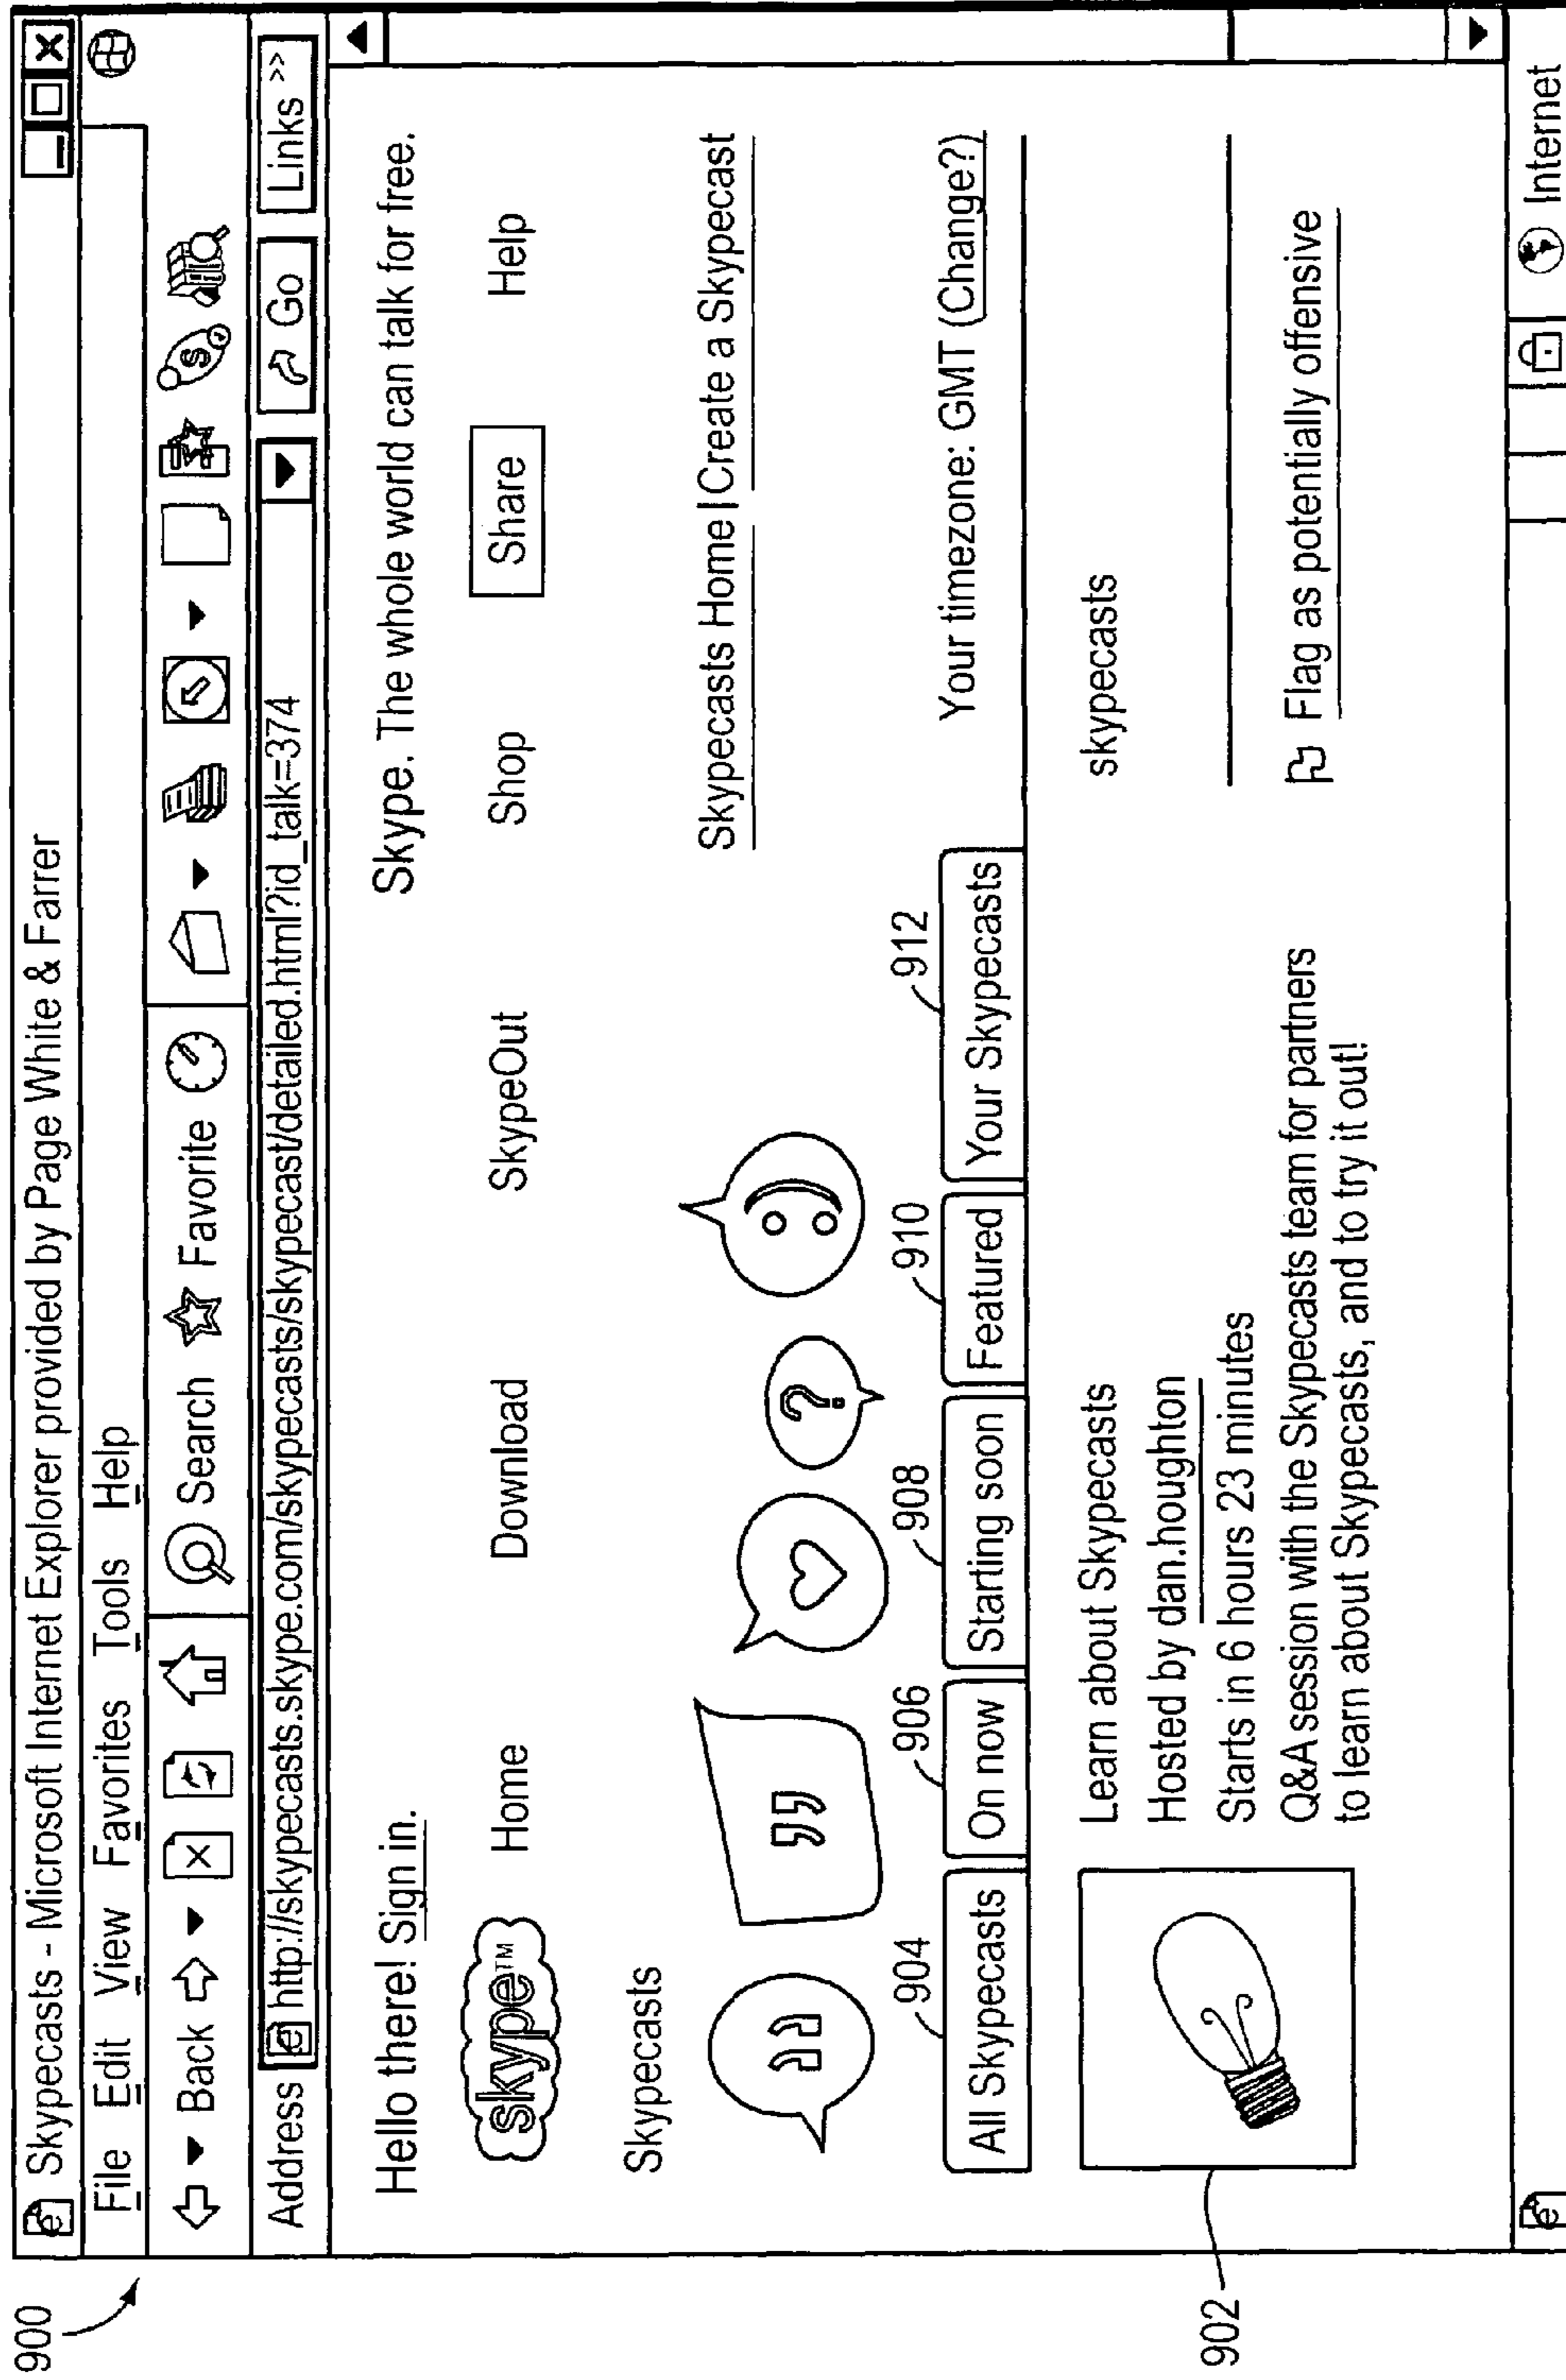 900
Skypecasts - Microsoft Internet Explorer provided by Page White & Farrer
File Edit View Favorites Tools Help
Back Search Favorite
Address http://skypecasts.skype.com/skypecasts/skypecast/detailed.html?id_talk=374 Go Links >>
Hello there! Sign in. Skype. The whole world can talk for free.
skype™ Home Download SkypeOut Shop Share Help
Skypecasts
Skypecasts Home | Create a Skypecast
904 906 908 910 912
All Skypecasts On now Starting soon Featured Your Skypecasts Your timezone: GMT (Change?)
Learn about Skypecasts skypecasts
Hosted by dan.houghton
902
Starts in 6 hours 23 minutes
Q&A session with the Skypecasts team for partners Flag as potentially offensive
to learn about Skypecasts, and to try it out!
Internet